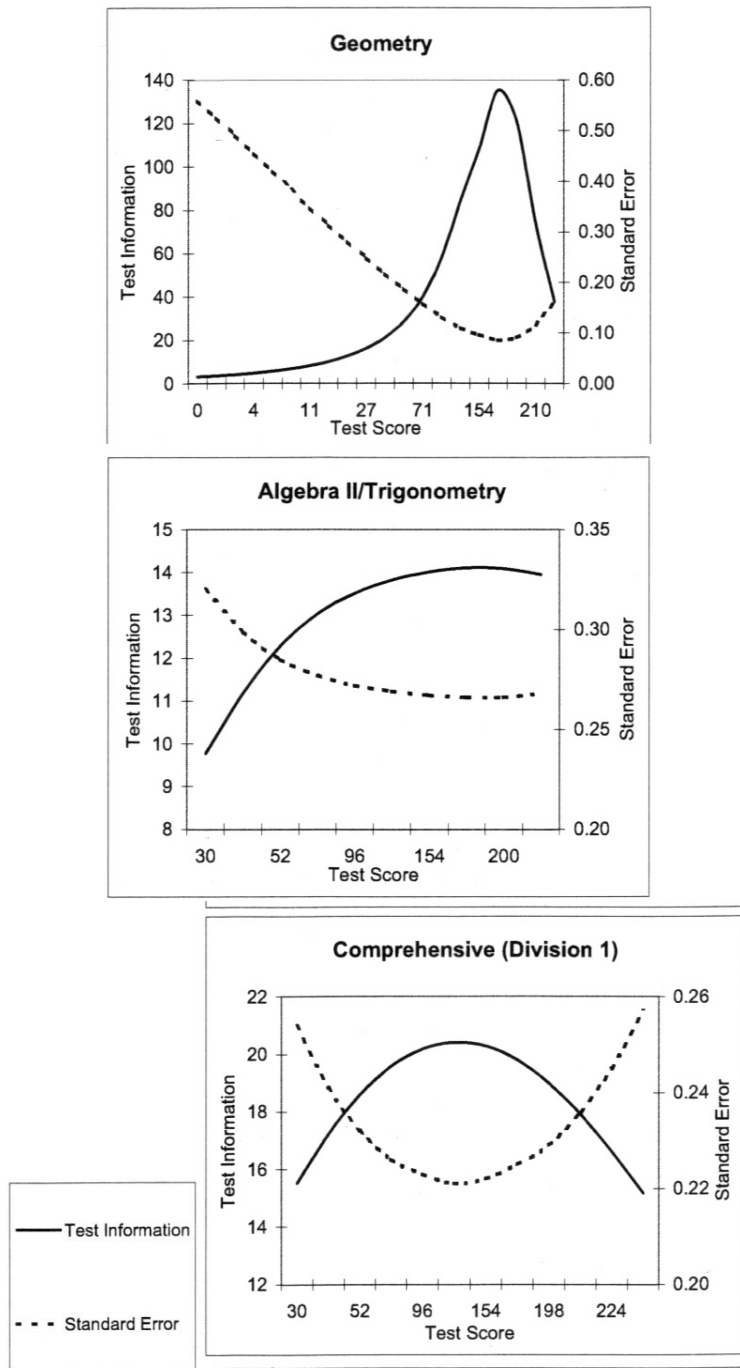 Geometry
140
120
100
80
60
40
20
0
Test Information
0.60
0.50
0.40
0.30
0.20
0.10
0.00
Standard Error
0 4 11 27 71 154 210
Test Score
Algebra II/Trigonometry
15
14
13
12
11
10
9
8
Test Information
0.35
0.30
0.25
0.20
Standard Error
30 52 96 154 200
Test Score
Comprehensive (Division 1)
22
20
18
16
14
12
Test Information
0.26
0.24
0.22
0.20
Standard Error
30 52 96 154 198 224
Test Score
Test Information
Standard Error